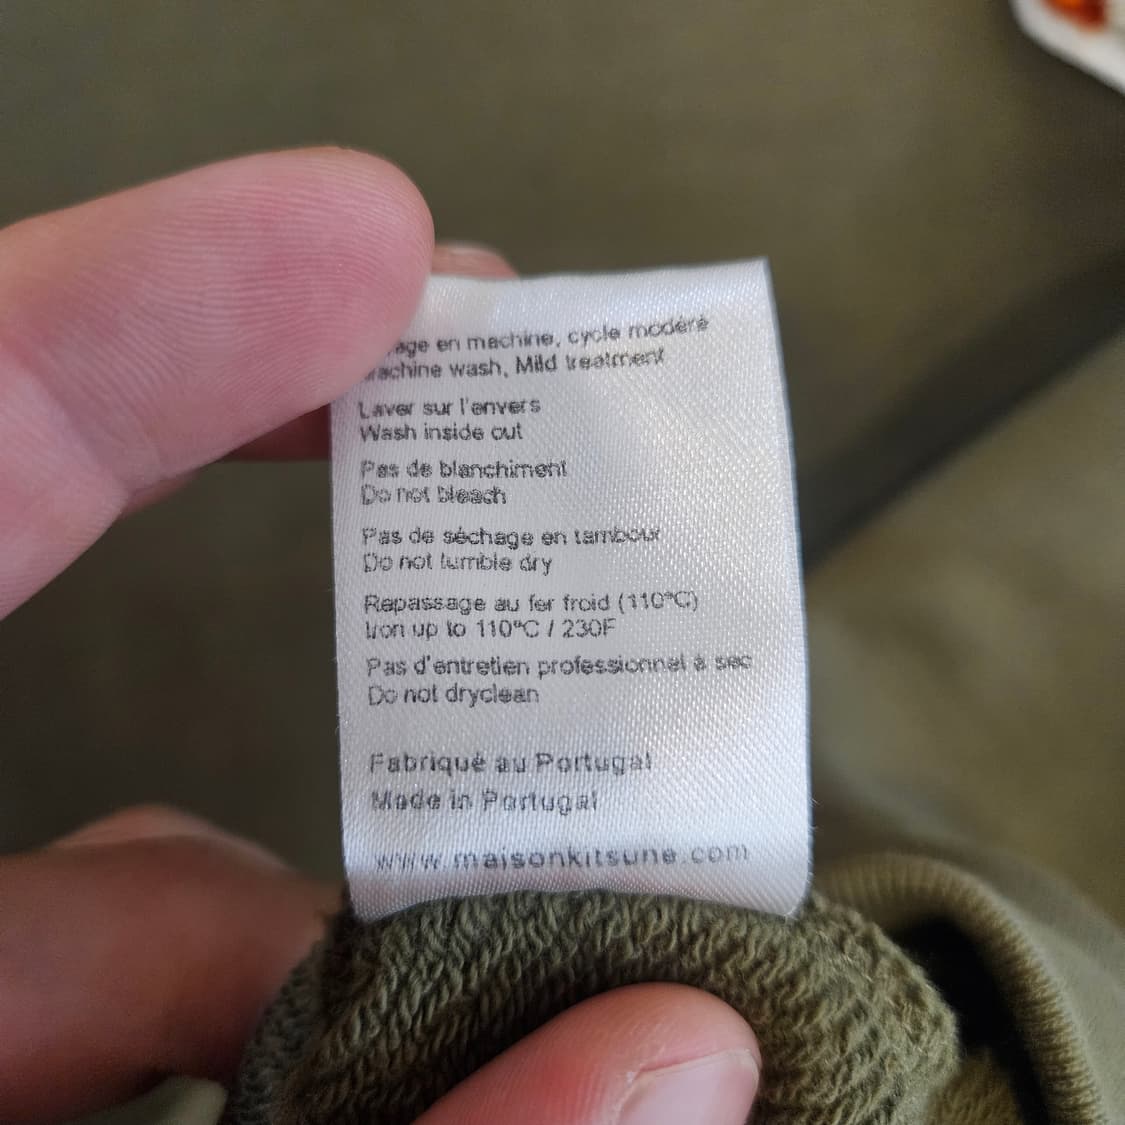 en machine, cycle modéré
wash, Mild treatment
Laver sur l'envers
Wash inside out
Pas de blanchiment
Do not bleach
Pas de séchage en tambour
Do not tumble dry
Repassage au fer froid (110°C)
Iron up to 110°C / 230F
Pas d'entretien professionnel à sec
Do not dryclean
Fabriqué au Portugal
Made in Portugal
www.maisonkitsune.com